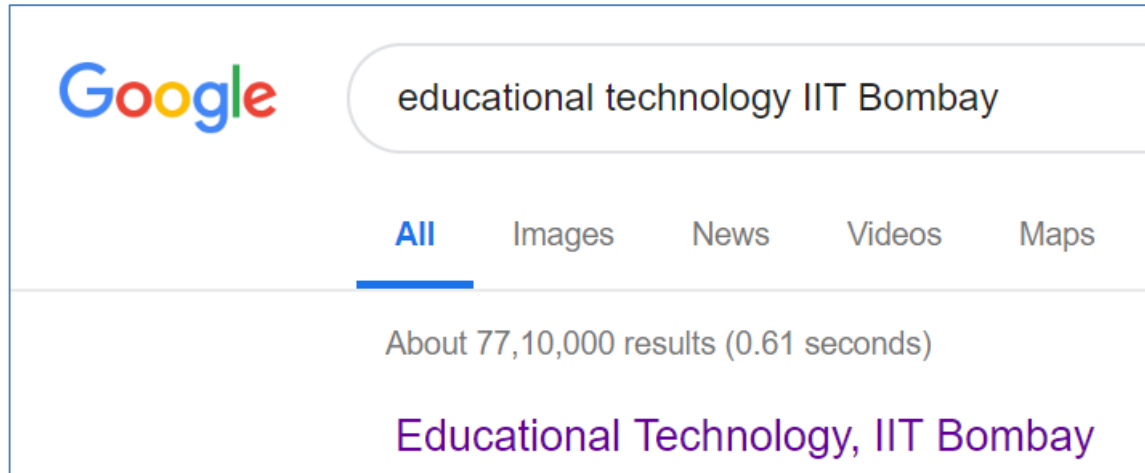 Google
educational technology IIT Bombay
All Images News Videos Maps
About 77,10,000 results (0.61 seconds)
Educational Technology, IIT Bombay